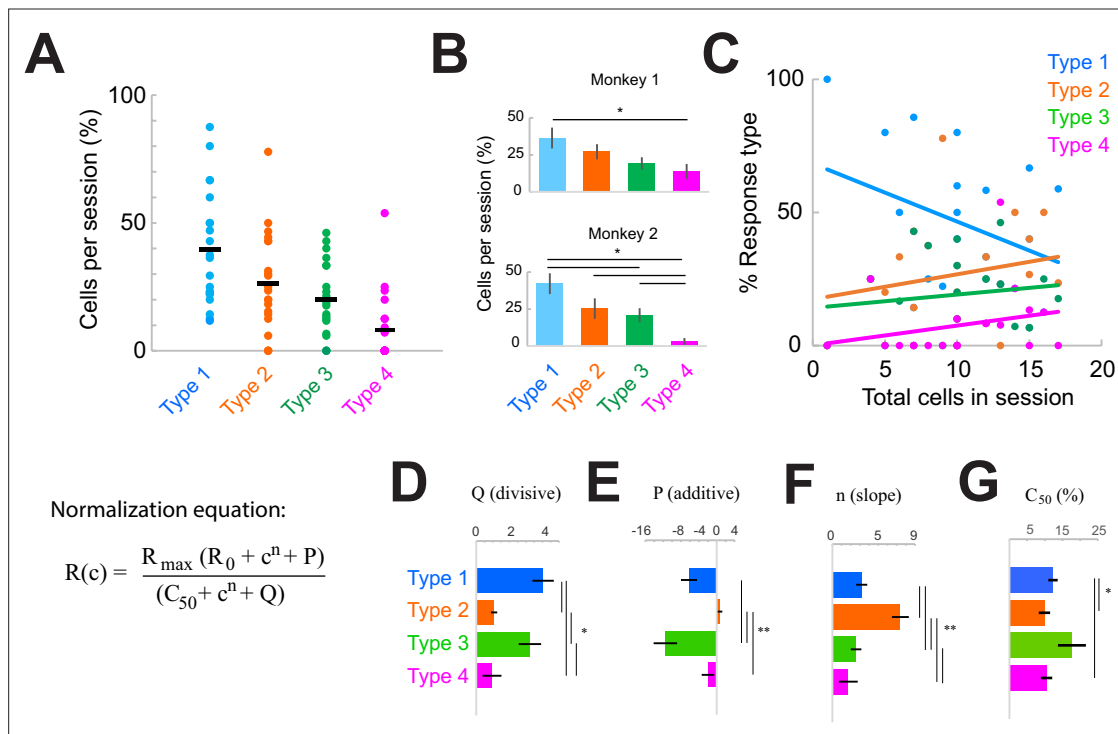 A
100
50
0
Cells per session (%)
Type 1
Type 2
Type 3
Type 4
B
Monkey 1
*
50
25
0
Monkey 2
*
50
25
0
Cells per session (%)
Type 1
Type 2
Type 3
Type 4
C
Type 1
Type 2
Type 3
Type 4
100
50
0
% Response type
0 5 10 15 20
Total cells in session
Normalization equation:
R(c) = R_max (R_0 + c^n + P) / (C_50 + c^n + Q)
D
Q (divisive)
0 2 4
Type 1
Type 2
Type 3
Type 4
*
E
P (additive)
-16 -8 -4 0 4
**
F
n (slope)
0 5 9
**
G
C_50 (%)
5 15 25
*